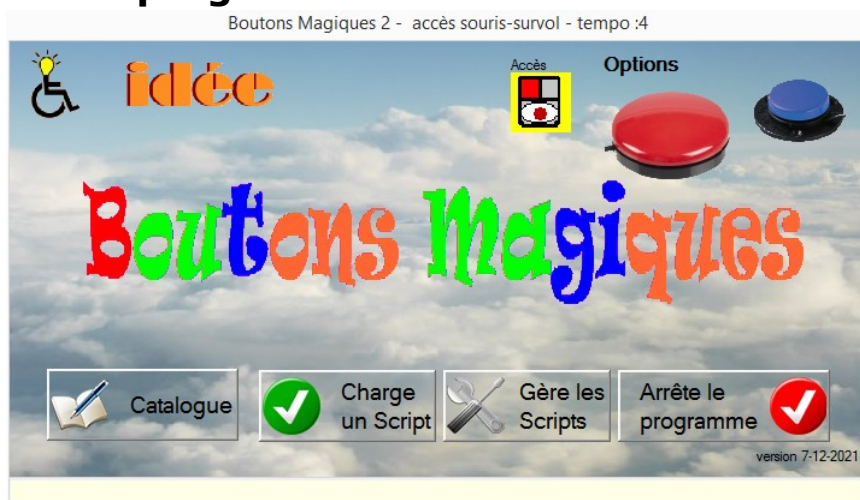 Boutons Magiques 2 -  accès souris-survol - tempo :4
idée
Accès
Options
Boutons Magiques
Catalogue
Charge
un Script
Gère les
Scripts
Arrête le
programme
version 7-12-2021